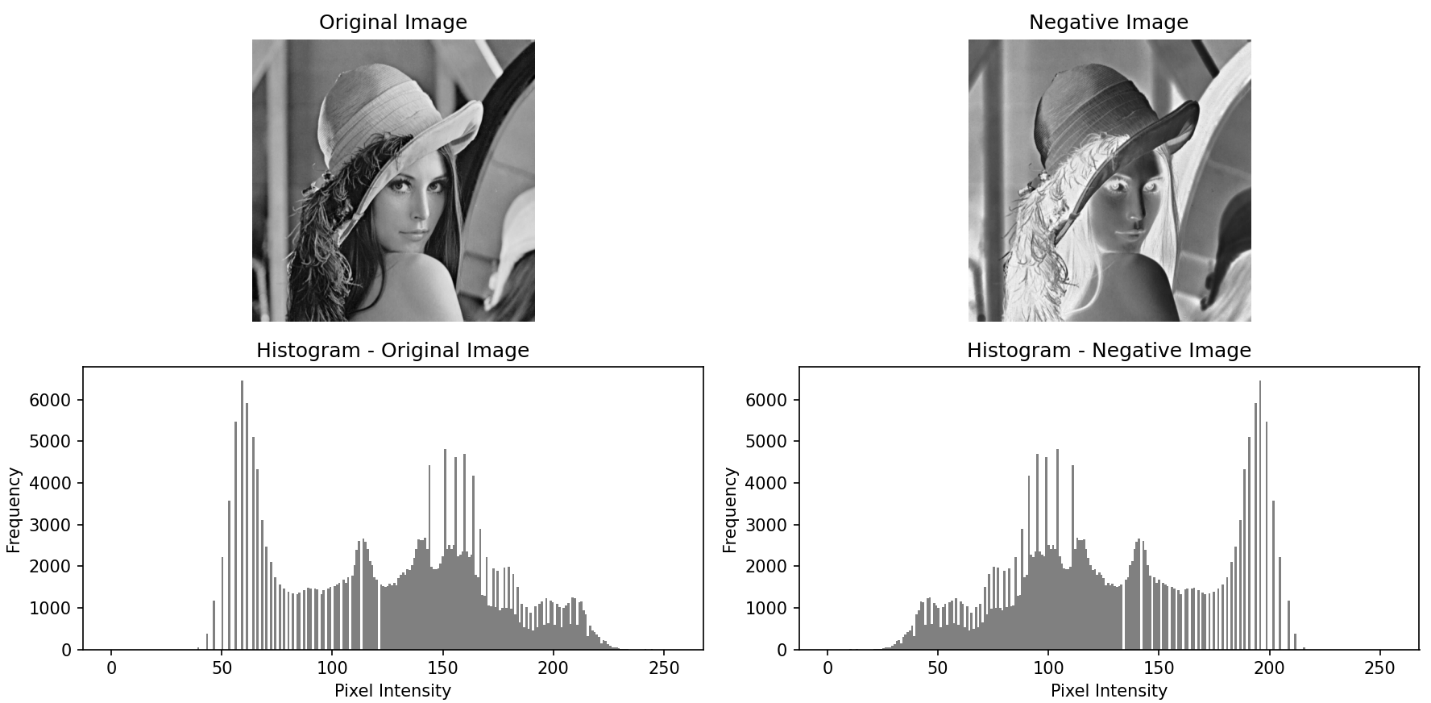 Original Image
Negative Image
Histogram - Original Image
Frequency
6000
5000
4000
3000
2000
1000
0
0 50 100 150 200 250
Pixel Intensity
Histogram - Negative Image
Frequency
6000
5000
4000
3000
2000
1000
0
0 50 100 150 200 250
Pixel Intensity